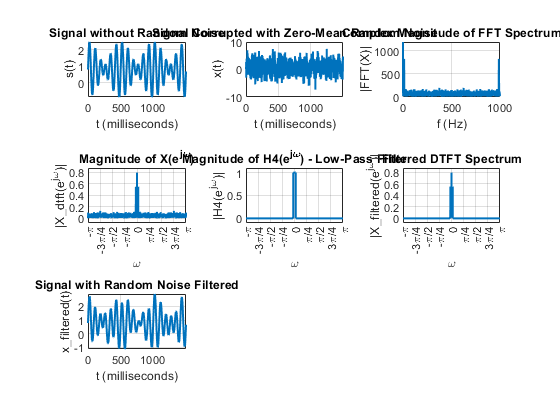 Signal without Random Noise
Signal Corrupted with Zero-Mean Random Noise
Complex Magnitude of FFT Spectrum
s(t)
2
1
0
0 500 1000
t (milliseconds)
x(t)
10
0
-10
0 500 1000
t (milliseconds)
|FFT(X)|
1000
500
0
0 500 1000
f (Hz)
Magnitude of X(e^jω)
Magnitude of H4(e^jω) - Low-Pass Filter
Filtered DTFT Spectrum
|X_dtft(e^jω)|
0.8
0.6
0.4
0.2
0
-π -3π/4 -π/2 -π/4 0 π/4 π/2 3π/4 π
ω
|H4(e^jω)|
1
0.5
0
-π -3π/4 -π/2 -π/4 0 π/4 π/2 3π/4 π
ω
|X_filtered(e^jω)|
0.8
0.6
0.4
0.2
0
-π -3π/4 -π/2 -π/4 0 π/4 π/2 3π/4 π
ω
Signal with Random Noise Filtered
x_filtered(t)
2
1
0
-1
0 500 1000
t (milliseconds)